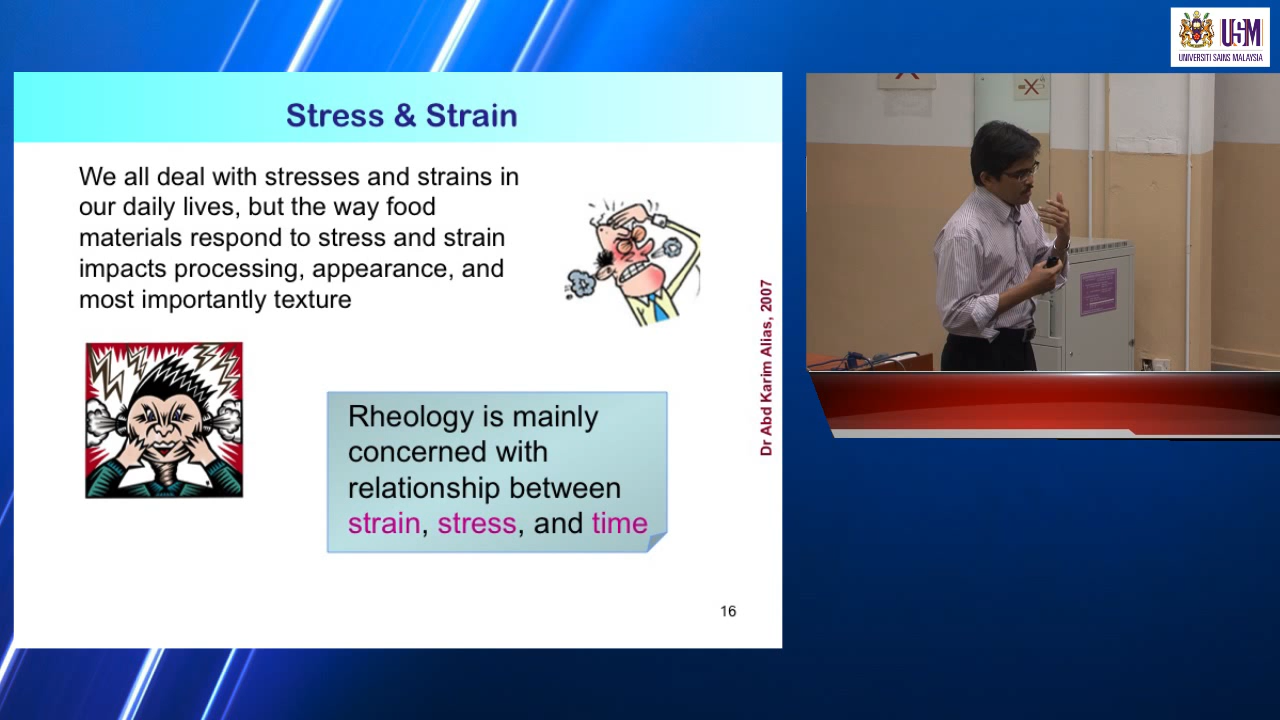 USM
UNIVERSITI SAINS MALAYSIA
Stress & Strain
We all deal with stresses and strains in
our daily lives, but the way food
materials respond to stress and strain
impacts processing, appearance, and
most importantly texture
Dr Abd Karim Alias, 2007
Rheology is mainly
concerned with
relationship between
strain, stress, and time
16